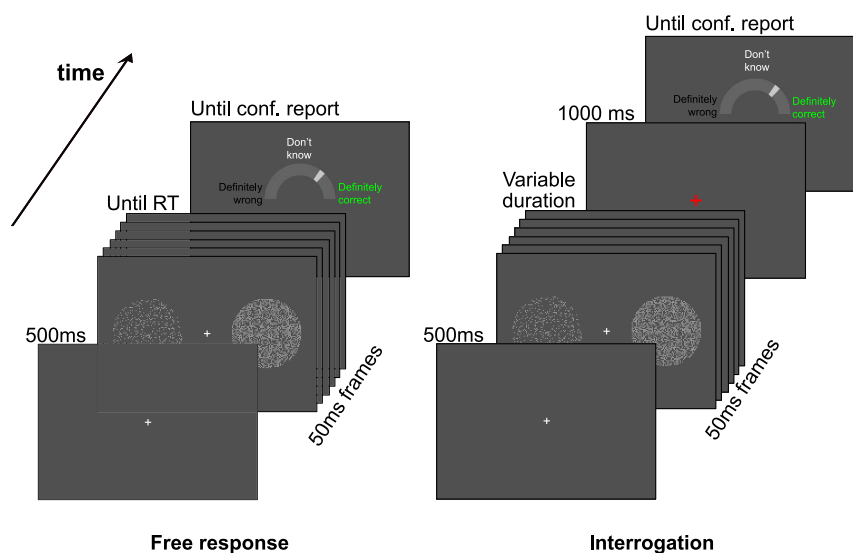 time
Until conf. report
Don't
know
Definitely
wrong
Definitely
correct
Until RT
500ms
50ms frames
Free response
Until conf. report
Don't
know
Definitely
wrong
Definitely
correct
1000 ms
Variable
duration
500ms
50ms frames
Interrogation